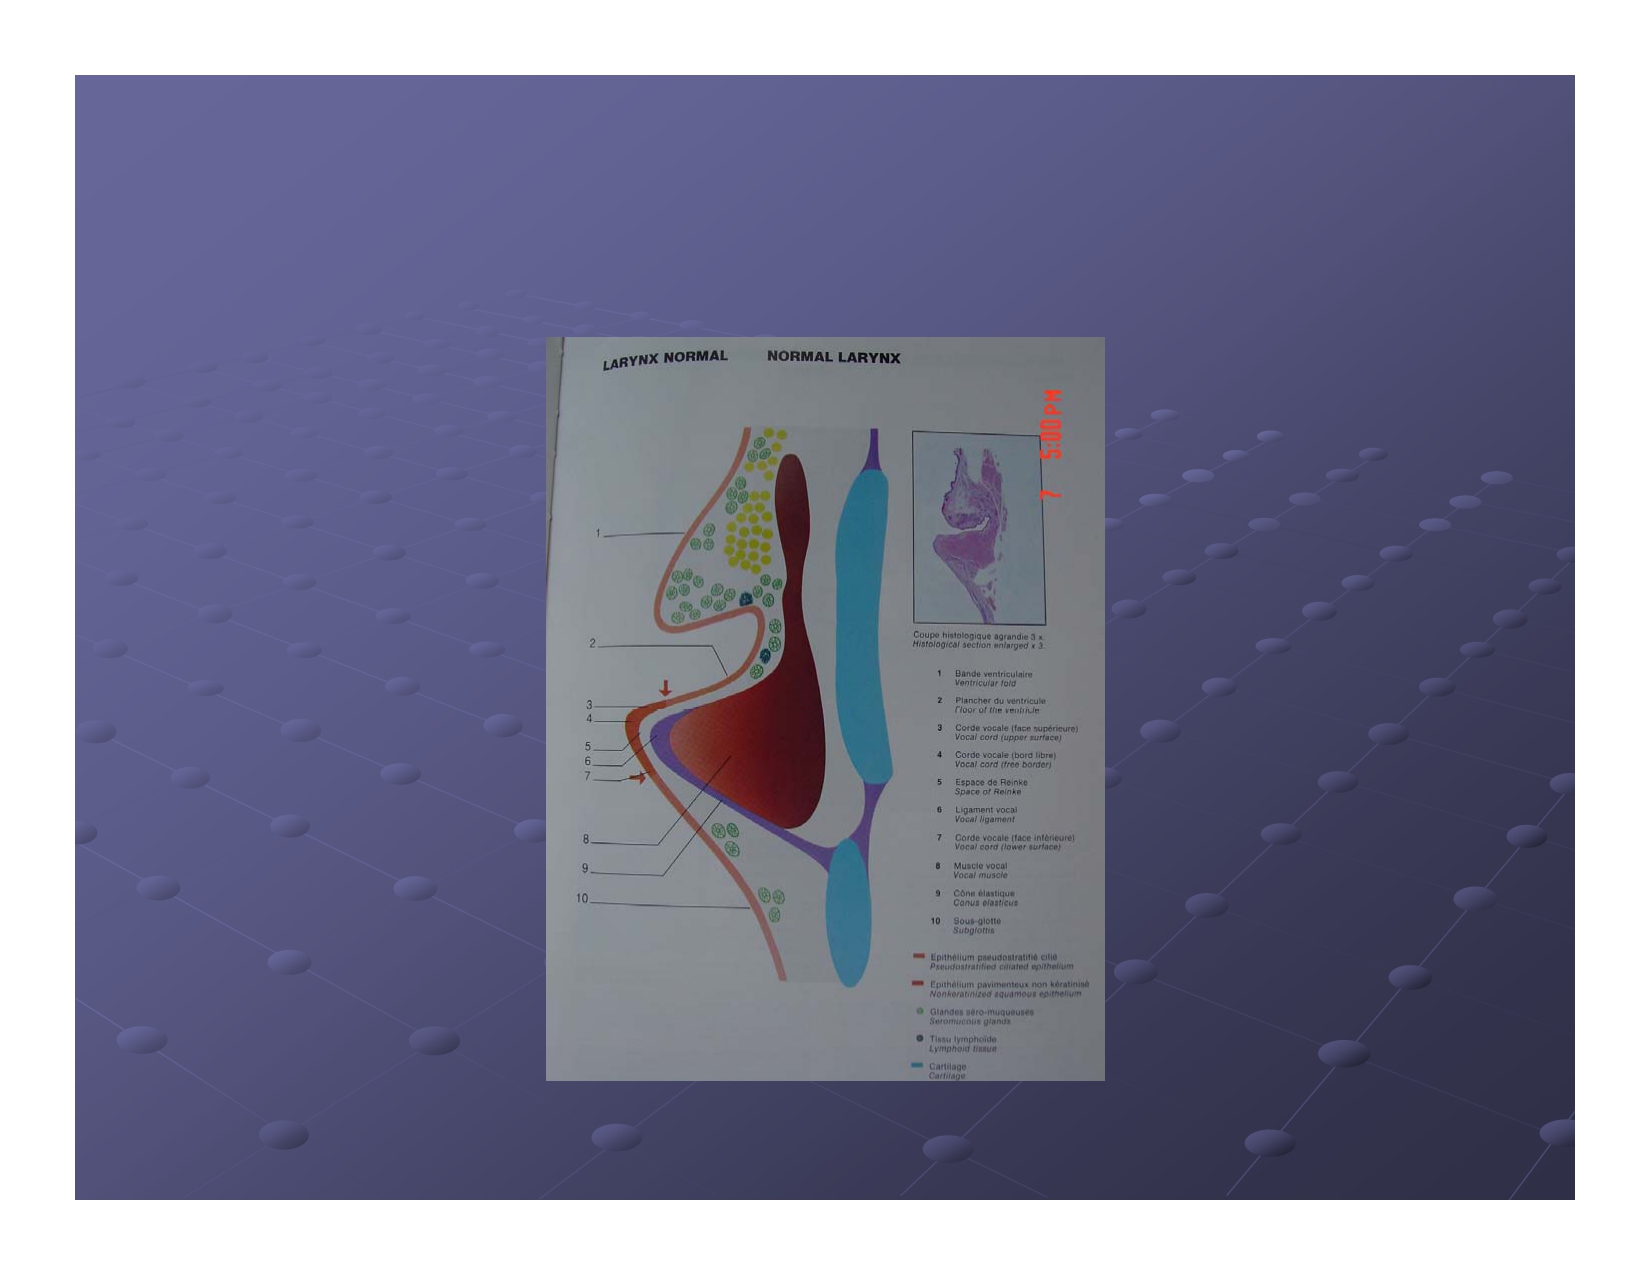 LARYNX NORMAL NORMAL LARYNX
7 5:00PM
1
2
3
4
5
6
7
8
9
10
Coupe histologique agrandie 3 x.
Histological section enlarged x 3.
1 Bande ventriculaire
Ventricular fold
2 Plancher du ventricule
Floor of the ventricle
3 Corde vocale (face supérieure)
Vocal cord (upper surface)
4 Corde vocale (bord libre)
Vocal cord (free border)
5 Espace de Reinke
Space of Reinke
6 Ligament vocal
Vocal ligament
7 Corde vocale (face inférieure)
Vocal cord (lower surface)
8 Muscle vocal
Vocal muscle
9 Cône élastique
Conus elasticus
10 Sous-glotte
Subglottis
Epithélium pseudostratifié cilié
Pseudostratified ciliated epithelium
Epithélium pavimenteux non kératinisé
Nonkeratinized squamous epithelium
Glandes séro-muqueuses
Seromucous glands
Tissu lymphoïde
Lymphoid tissue
Cartilage
Cartilage